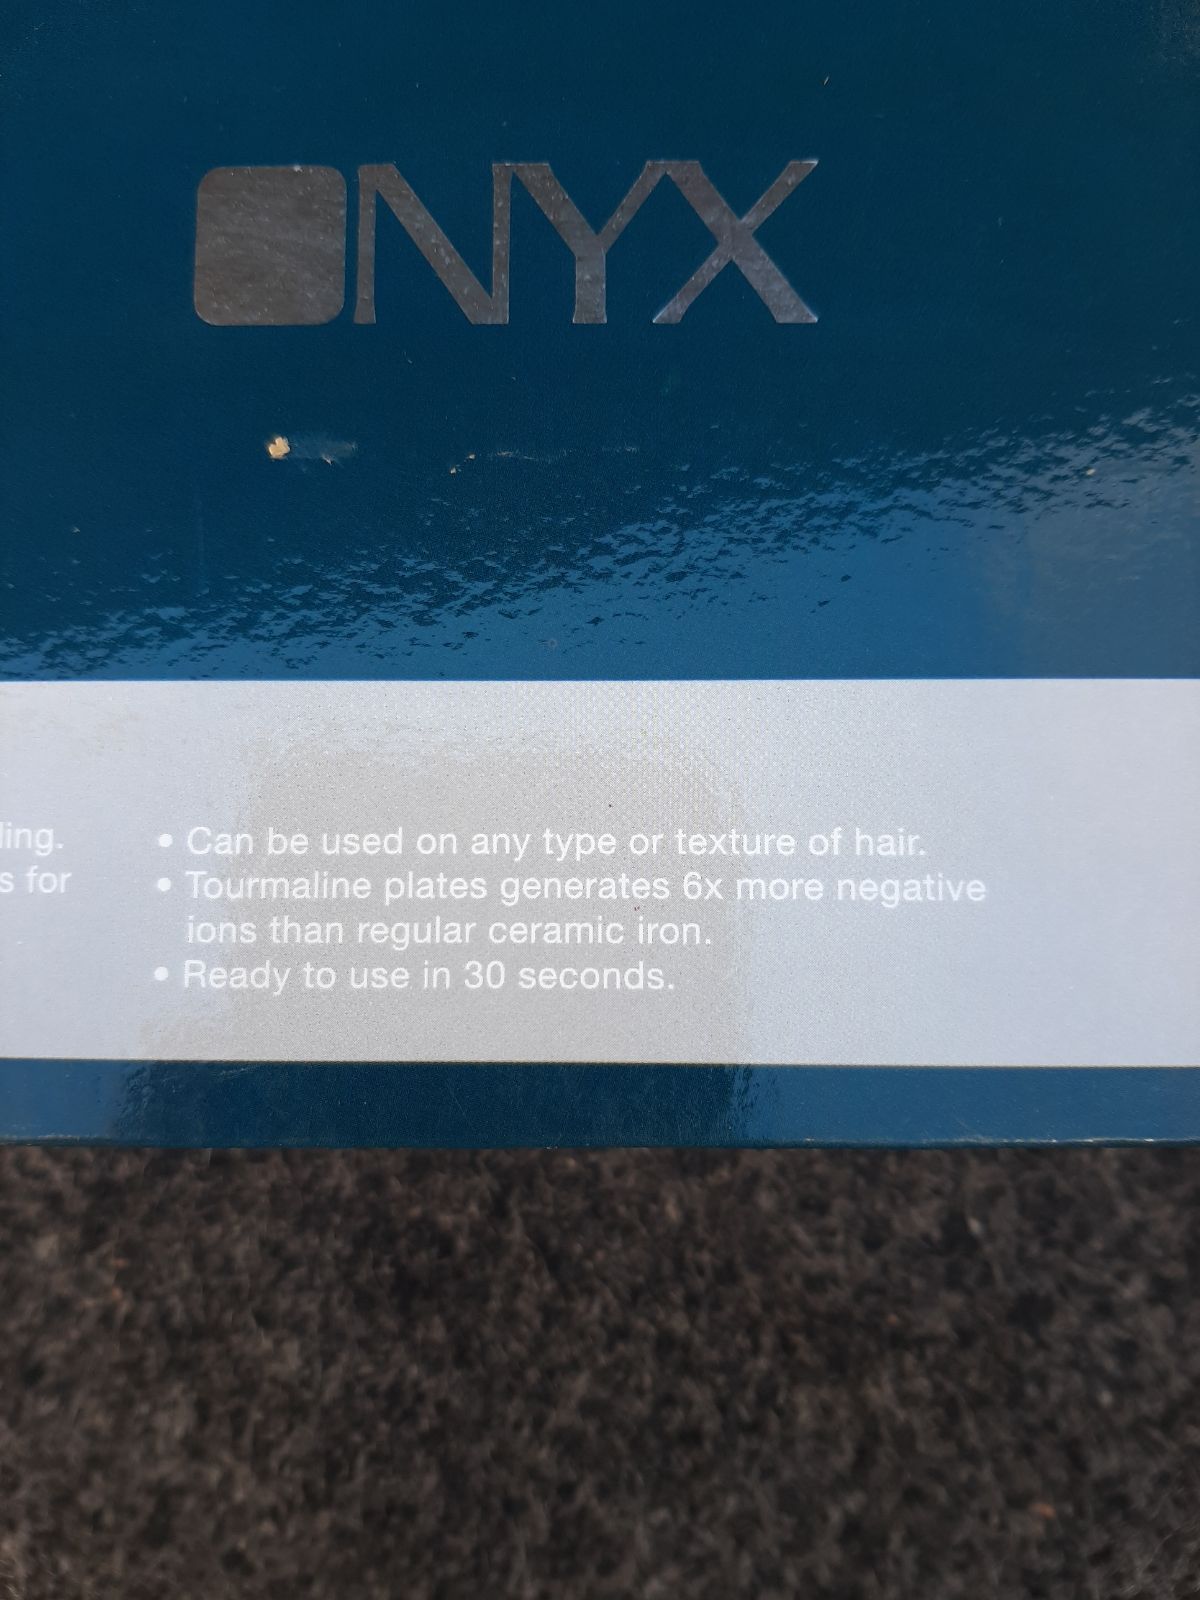 ONYX
ling.
s for
• Can be used on any type or texture of hair.
• Tourmaline plates generates 6x more negative
ions than regular ceramic iron.
• Ready to use in 30 seconds.